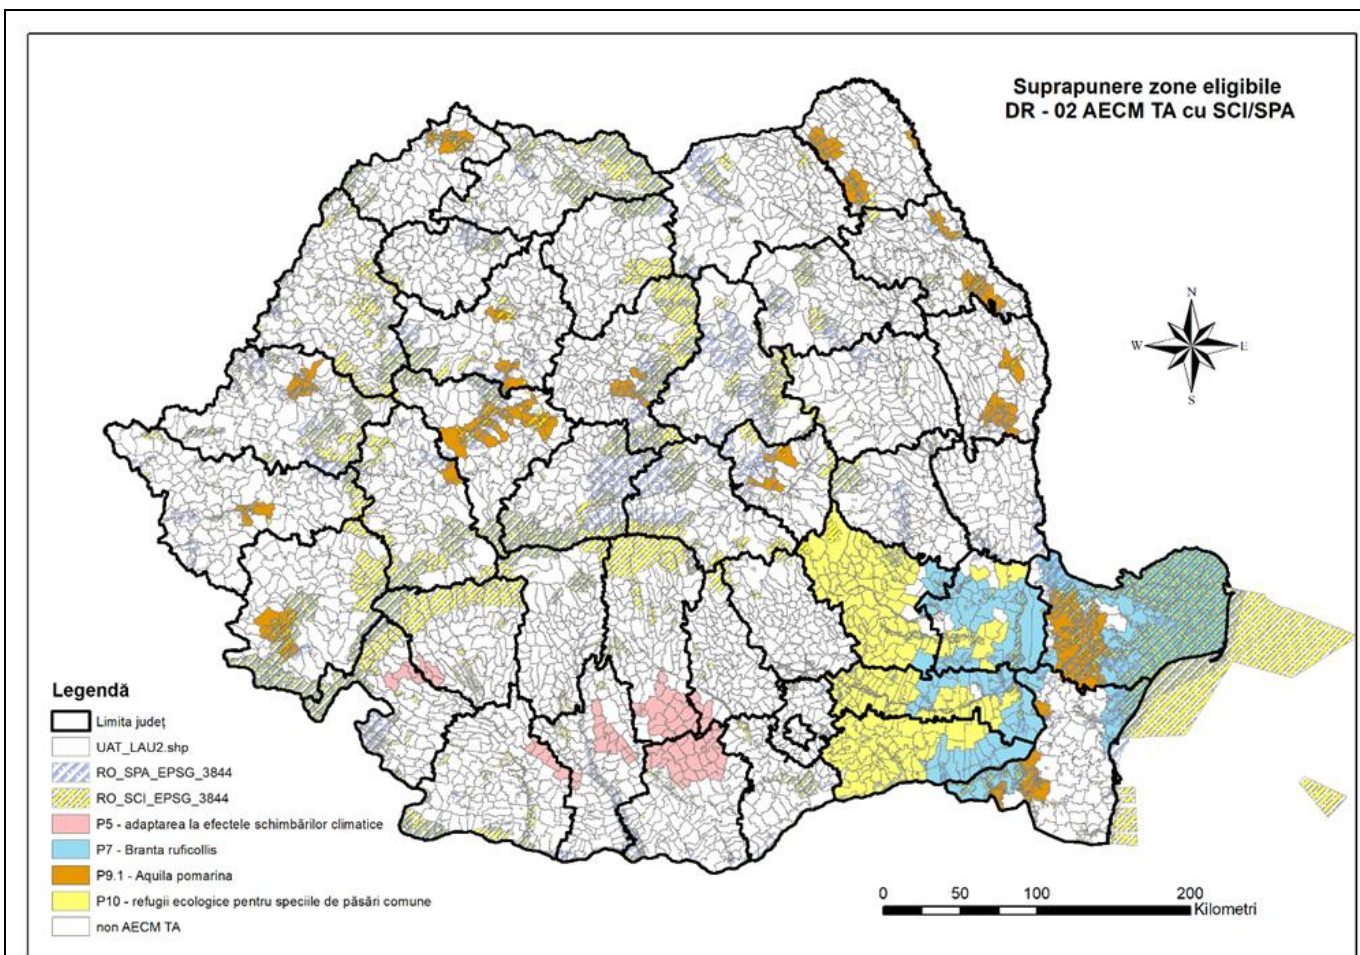 Suprapunere zone eligibile
DR - 02 AECM TA cu SCI/SPA
N
W
E
S
Legendă
Limita județ
UAT_LAU2.shp
RO_SPA_EPSG_3844
RO_SCI_EPSG_3844
P5 - adaptarea la efectele schimbărilor climatice
P7 - Branta ruficollis
P9.1 - Aquila pomarina
P10 - refugii ecologice pentru speciile de păsări comune
non AECM TA
0 50 100 200
Kilometri